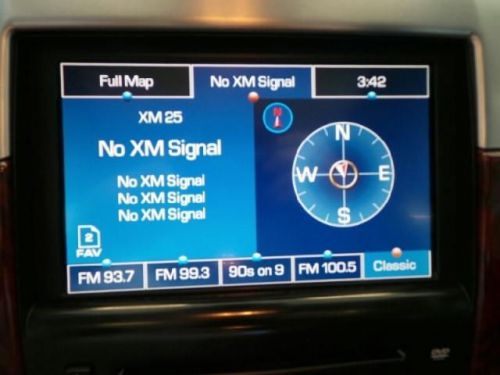 Full Map
No XM Signal
3:42
XM 25
No XM Signal
No XM Signal
No XM Signal
No XM Signal
N
N
W
E
S
2
FAV
FM 93.7
FM 99.3
90s on 9
FM 100.5
Classic